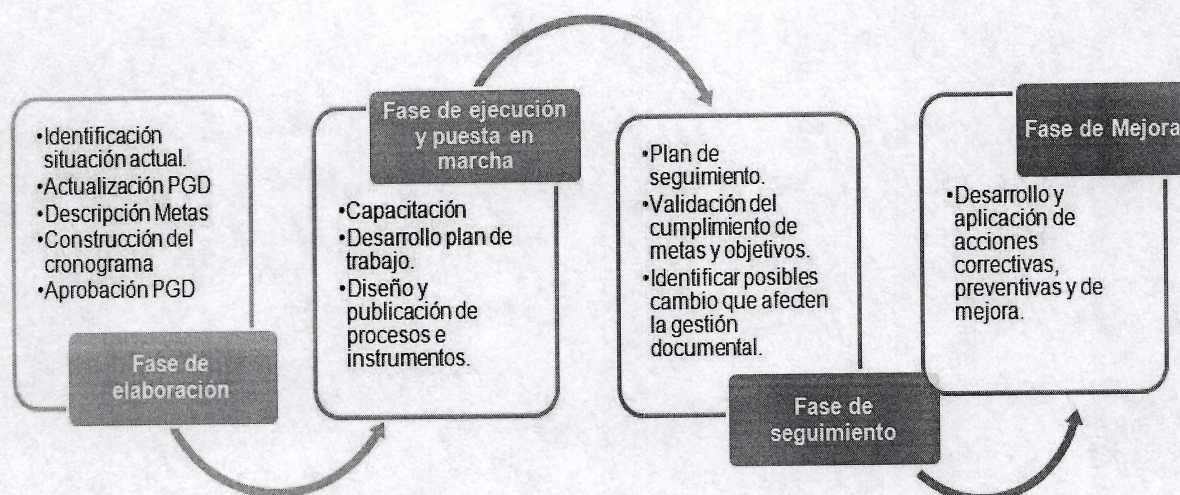 •Identificación
situación actual.
•Actualización PGD
•Descripción Metas
•Construcción del
cronograma
•Aprobación PGD
Fase de
elaboración
Fase de ejecución
y puesta en
marcha
•Capacitación
•Desarrollo plan de
trabajo.
•Diseño y
publicación de
procesos e
instrumentos.
•Plan de
seguimiento.
•Validación del
cumplimiento de
metas y objetivos.
•Identificar posibles
cambio que afecten
la gestión
documental.
Fase de
seguimiento
Fase de Mejora
•Desarrollo y
aplicación de
acciones
correctivas,
preventivas y de
mejora.